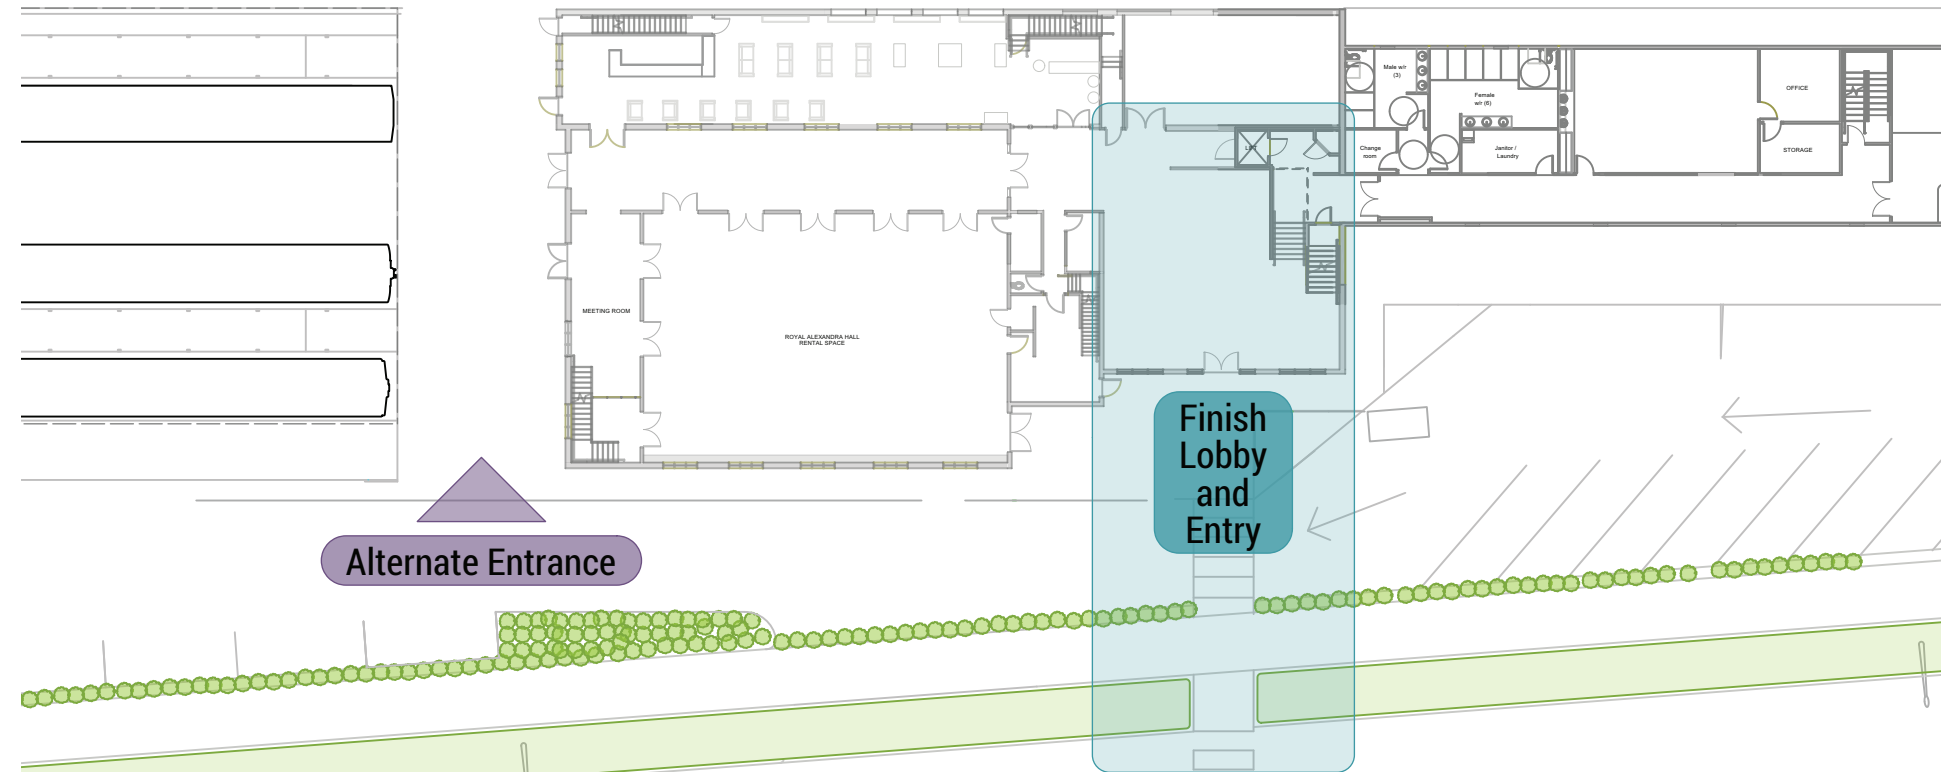 Male w/r
(3)
Female
w/r (6)
OFFICE
Change
room
Janitor /
Laundry
STORAGE
LIFT
MEETING ROOM
ROYAL ALEXANDRA HALL
RENTAL SPACE
Finish
Lobby
and
Entry
Alternate Entrance